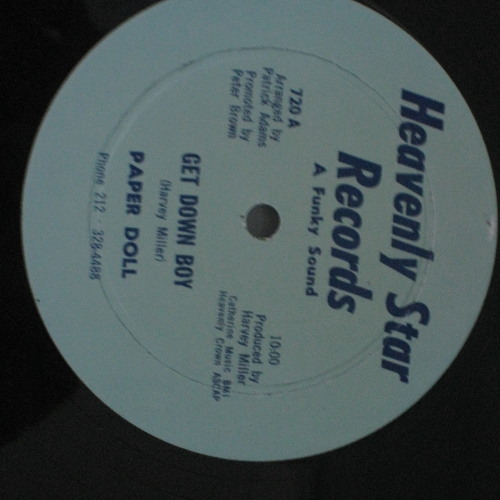 Heavenly Star
Records
A Funky Sound
720 A
Arranged by
Patrick Adams
Promoted by
Peter Brown
10:00
Produced by
Harvey Miller
Catherine Music BMI
Heavenly Crown ASCAP
GET DOWN BOY
(Harvey Miller)
PAPER DOLL
Phone 212 - 328-4488